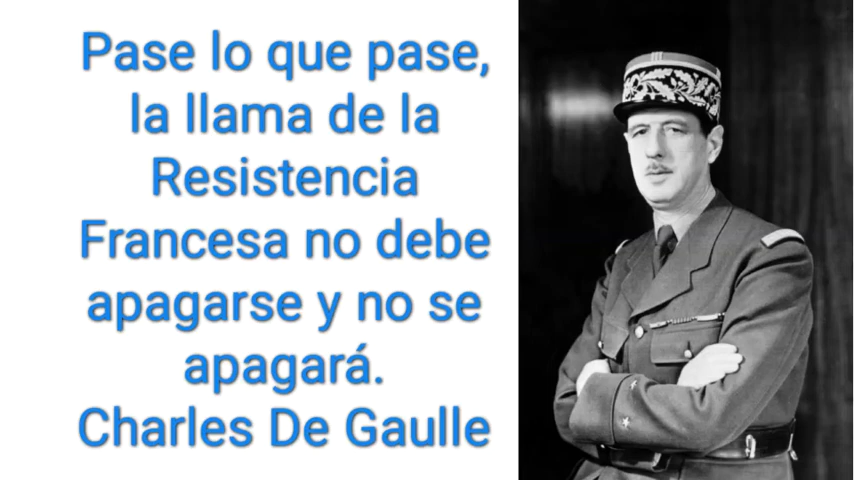 Pase lo que pase,
la llama de la
Resistencia
Francesa no debe
apagarse y no se
apagará.
Charles De Gaulle